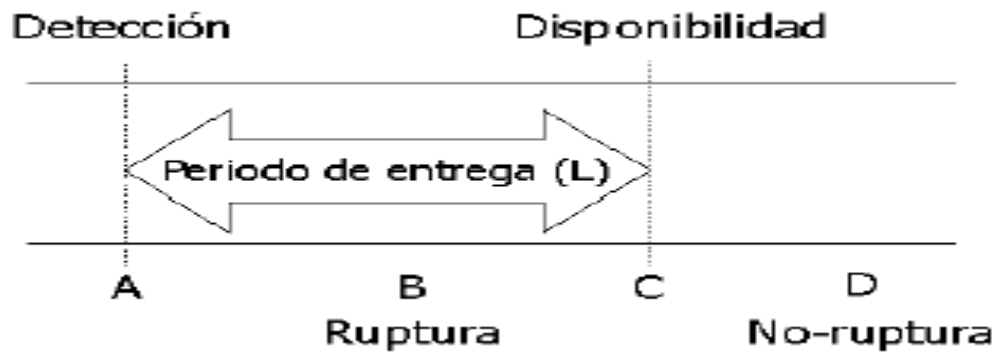 Detección Disponibilidad
Periodo de entrega (L)
A B C D
Ruptura No-ruptura